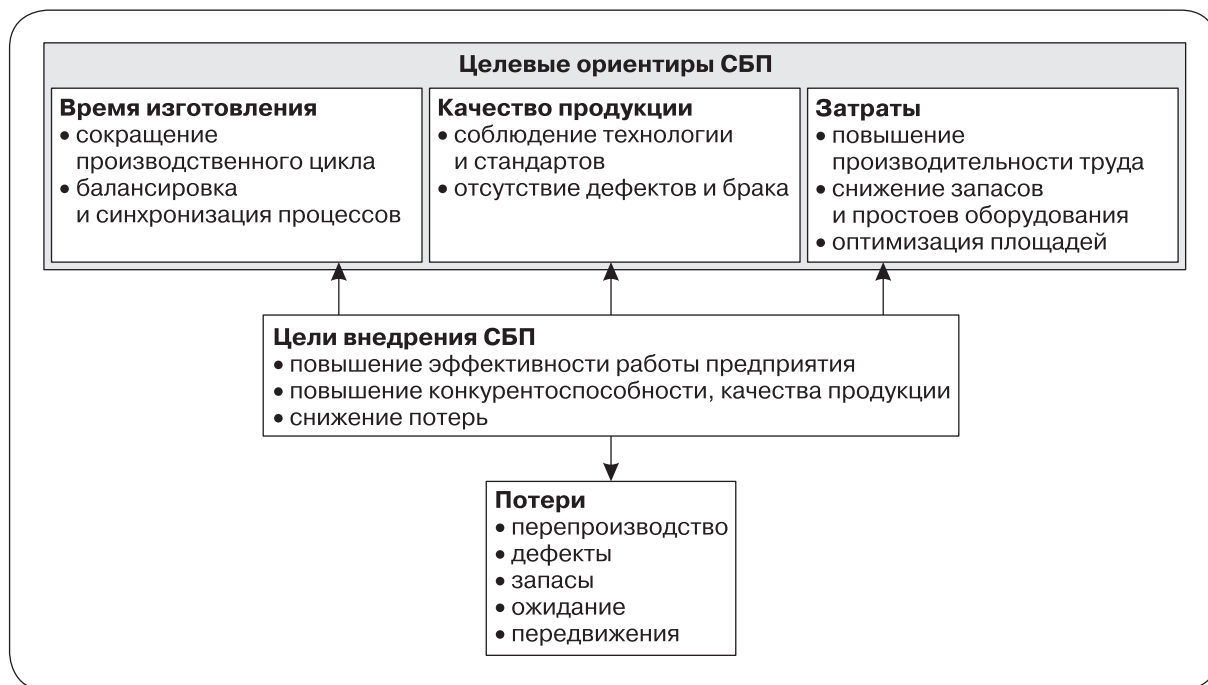 Целевые ориентиры СБП
Время изготовления
• сокращение
производственного цикла
• балансировка
и синхронизация процессов
Качество продукции
• соблюдение технологии
и стандартов
• отсутствие дефектов и брака
Затраты
• повышение
производительности труда
• снижение запасов
и простоев оборудования
• оптимизация площадей
Цели внедрения СБП
• повышение эффективности работы предприятия
• повышение конкурентоспособности, качества продукции
• снижение потерь
Потери
• перепроизводство
• дефекты
• запасы
• ожидание
• передвижения